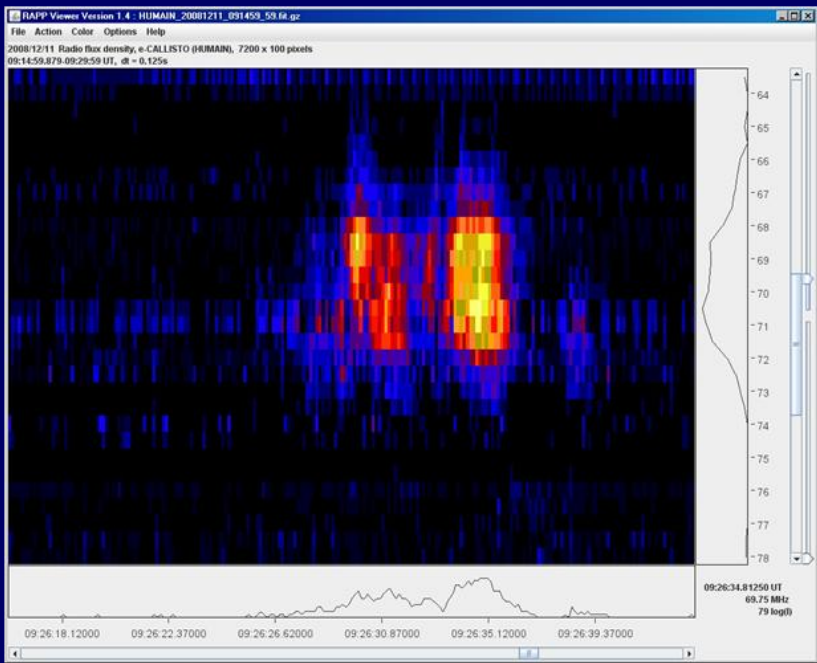 RAPP Viewer Version 1.4 : HUMAIN_20081211_091459_59.fit.gz
File Action Color Options Help
2008/12/11 Radio flux density, e-CALLISTO (HUMAIN), 7200 x 100 pixels
09:14:59.879-09:29:59 UT, dt = 0.125s
64
65
66
67
68
69
70
71
72
73
74
75
76
77
78
09:26:34.81250 UT
69.75 MHz
79 log(I)
09:26:18.12000 09:26:22.37000 09:26:26.62000 09:26:30.87000 09:26:35.12000 09:26:39.37000